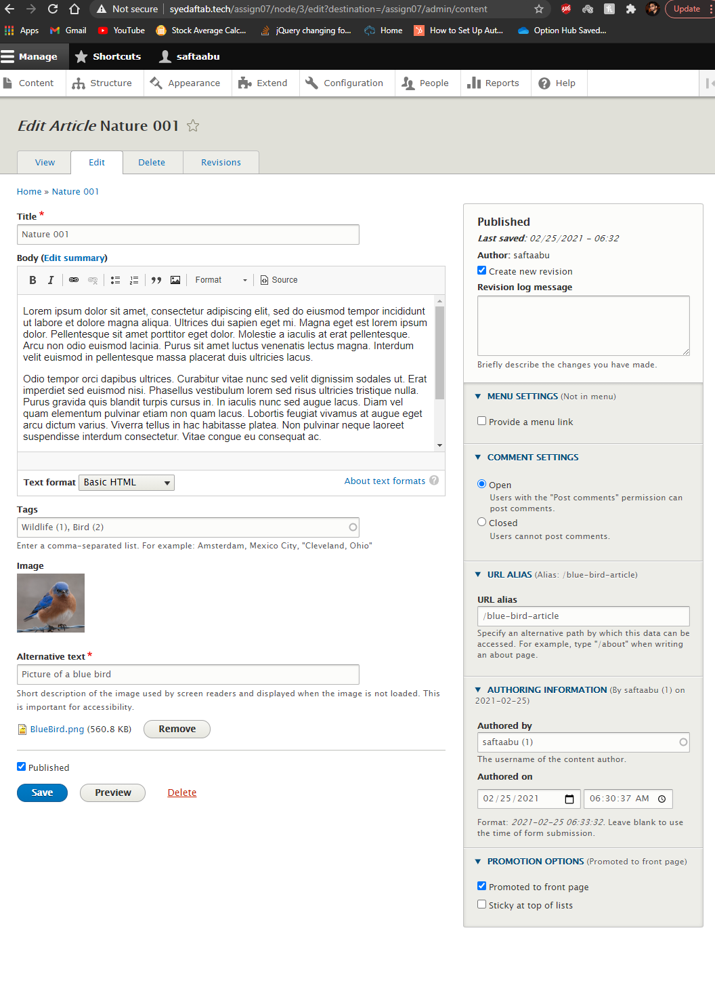 Not secure | syedaftab.tech/assign07/node/3/edit?destination=/assign07/admin/content
ABP
Update
Apps Gmail YouTube Stock Average Calc... jQuery changing fo... Home How to Set Up Aut... Option Hub Saved...
Manage Shortcuts saftaabu
Content Structure Appearance Extend Configuration People Reports Help
Edit Article Nature 001
View Edit Delete Revisions
Home » Nature 001
Title *
Nature 001
Body (Edit summary)
B I Format Source
Lorem ipsum dolor sit amet, consectetur adipiscing elit, sed do eiusmod tempor incididunt
ut labore et dolore magna aliqua. Ultrices dui sapien eget mi. Magna eget est lorem ipsum
dolor. Pellentesque sit amet porttitor eget dolor. Molestie a iaculis at erat pellentesque.
Arcu non odio euismod lacinia. Purus sit amet luctus venenatis lectus magna. Interdum
velit euismod in pellentesque massa placerat duis ultricies lacus.
Odio tempor orci dapibus ultrices. Curabitur vitae nunc sed velit dignissim sodales ut. Erat
imperdiet sed euismod nisi. Phasellus vestibulum lorem sed risus ultricies tristique nulla.
Purus gravida quis blandit turpis cursus in. In iaculis nunc sed augue lacus. Diam vel
quam elementum pulvinar etiam non quam lacus. Lobortis feugiat vivamus at augue eget
arcu dictum varius. Viverra tellus in hac habitasse platea. Non pulvinar neque laoreet
suspendisse interdum consectetur. Vitae congue eu consequat ac.
Text format Basic HTML About text formats ?
Tags
Wildlife (1), Bird (2)
Enter a comma-separated list. For example: Amsterdam, Mexico City, "Cleveland, Ohio"
Image
Alternative text *
Picture of a blue bird
Short description of the image used by screen readers and displayed when the image is not loaded. This
is important for accessibility.
BlueBird.png (560.8 KB) Remove
Published
Save Preview Delete
Published
Last saved: 02/25/2021 - 06:32
Author: saftaabu
Create new revision
Revision log message
Briefly describe the changes you have made.
MENU SETTINGS (Not in menu)
Provide a menu link
COMMENT SETTINGS
Open
Users with the "Post comments" permission can
post comments.
Closed
Users cannot post comments.
URL ALIAS (Alias: /blue-bird-article)
URL alias
/blue-bird-article
Specify an alternative path by which this data can be
accessed. For example, type "/about" when writing
an about page.
AUTHORING INFORMATION (By saftaabu (1) on
2021-02-25)
Authored by
saftaabu (1)
The username of the content author.
Authored on
02/25/2021 06:30:37 AM
Format: 2021-02-25 06:33:32. Leave blank to use
the time of form submission.
PROMOTION OPTIONS (Promoted to front page)
Promoted to front page
Sticky at top of lists